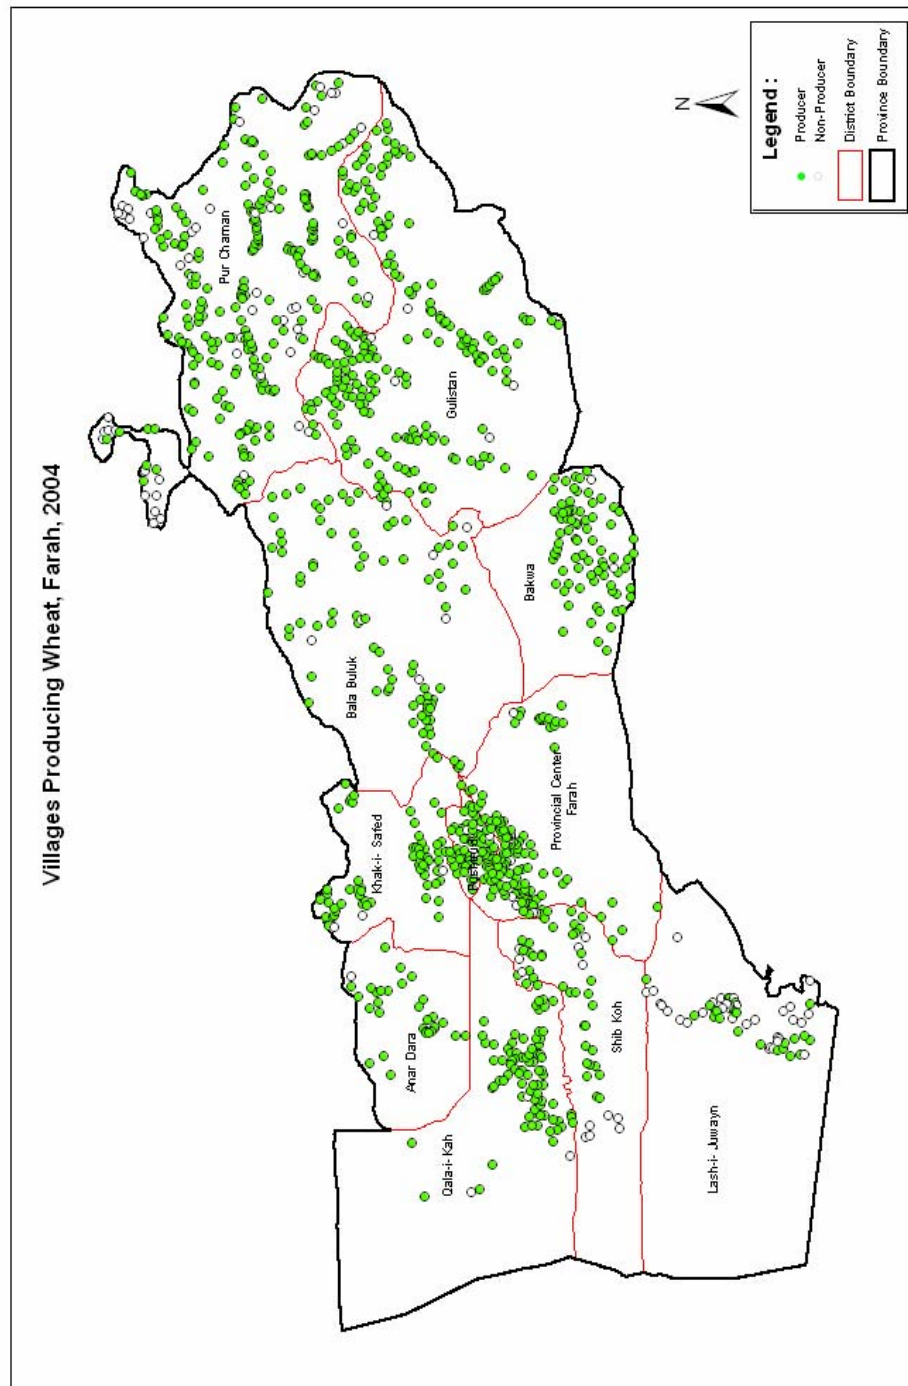 Villages Producing Wheat, Farah, 2004
N
Legend :
Producer
Non-Producer
District Boundary
Province Boundary
Pur Chaman
Gulistan
Bala Buluk
Bakwa
Khak-i- Safed
Provincial Center
Farah
Anar Dara
Qala-i-Kah
Shib Koh
Lash-i- Juwayn